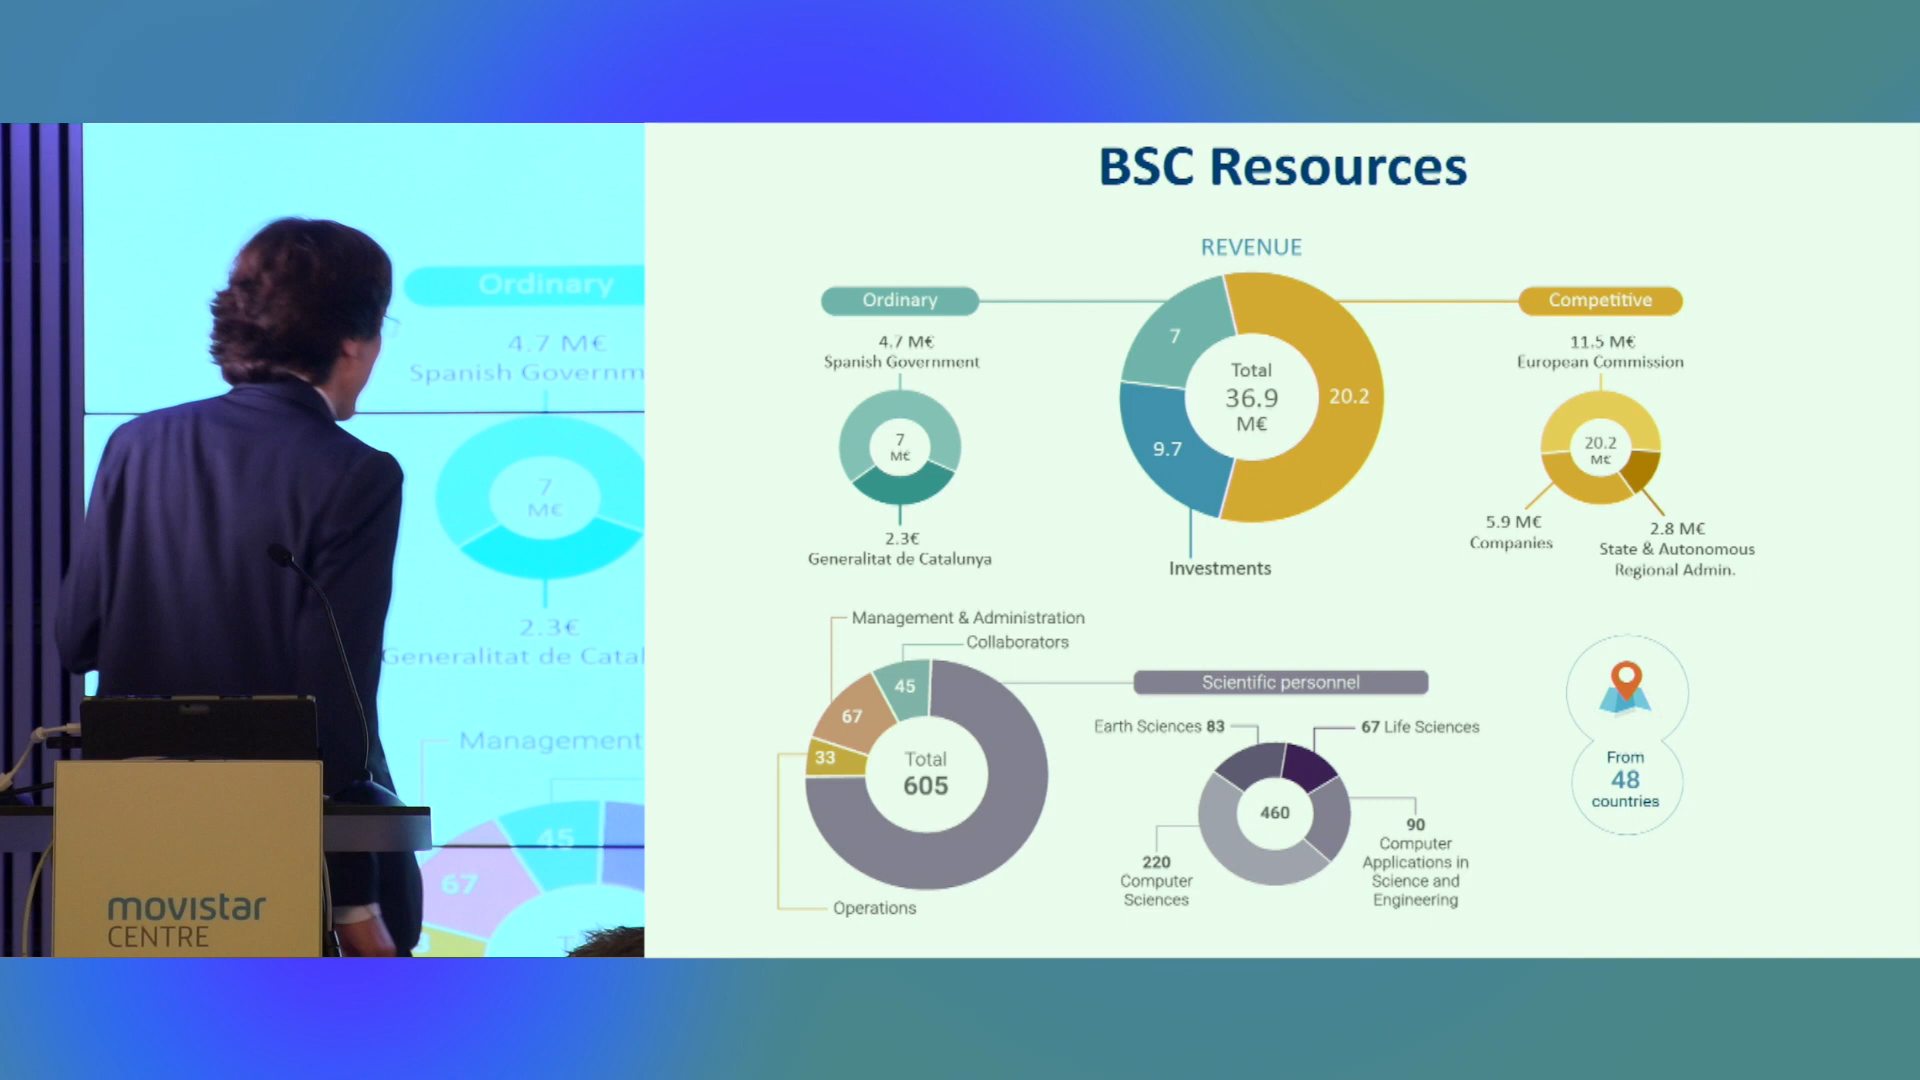 BSC Resources
REVENUE
Ordinary
4.7 M€
Spanish Government
7
M€
2.3€
Generalitat de Catalunya
7
9.7
20.2
Total
36.9
M€
Investments
Competitive
11.5 M€
European Commission
20.2
M€
5.9 M€
Companies
2.8 M€
State & Autonomous
Regional Admin.
Management & Administration
Collaborators
45
67
33
Total
605
Operations
Scientific personnel
Earth Sciences 83
67 Life Sciences
460
220
Computer
Sciences
90
Computer
Applications in
Science and
Engineering
From
48
countries
Ordinary
4.7 M€
Spanish Governm
7
M€
2.3€
Generalitat de Catal
Management
45
67
movistar
CENTRE